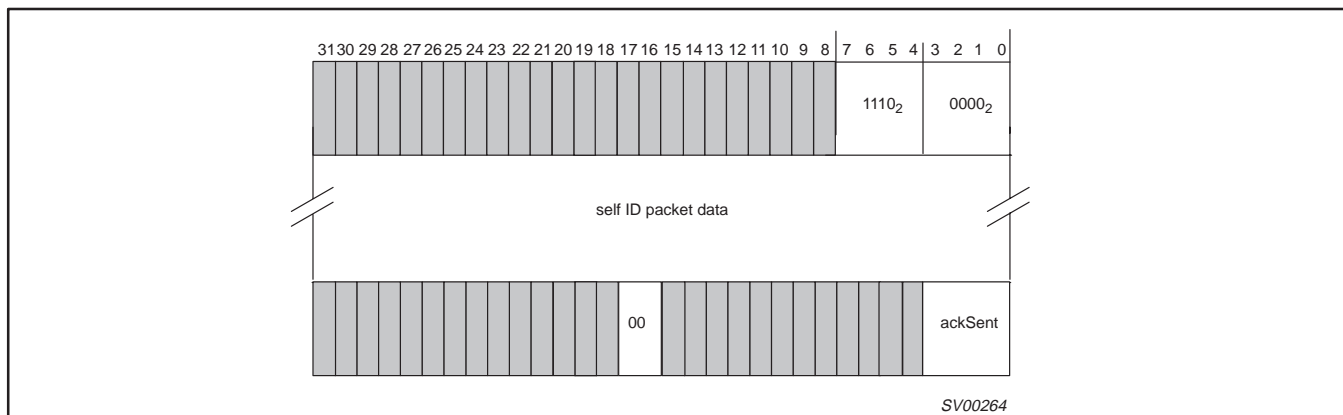 31 30 29 28 27 26 25 24 23 22 21 20 19 18 17 16 15 14 13 12 11 10 9 8 7 6 5 4 3 2 1 0
1110₂ 0000₂
self ID packet data
00 ackSent
SV00264